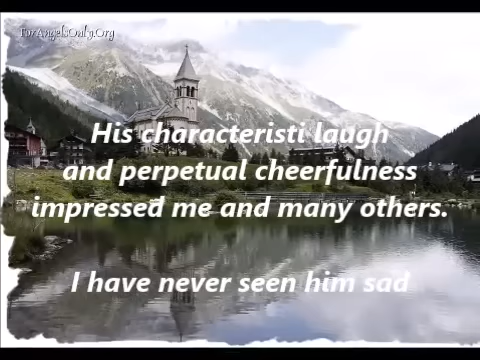 ForAngelsOnly.Org
His characteristi laugh
and perpetual cheerfulness
impressed me and many others.
I have never seen him sad